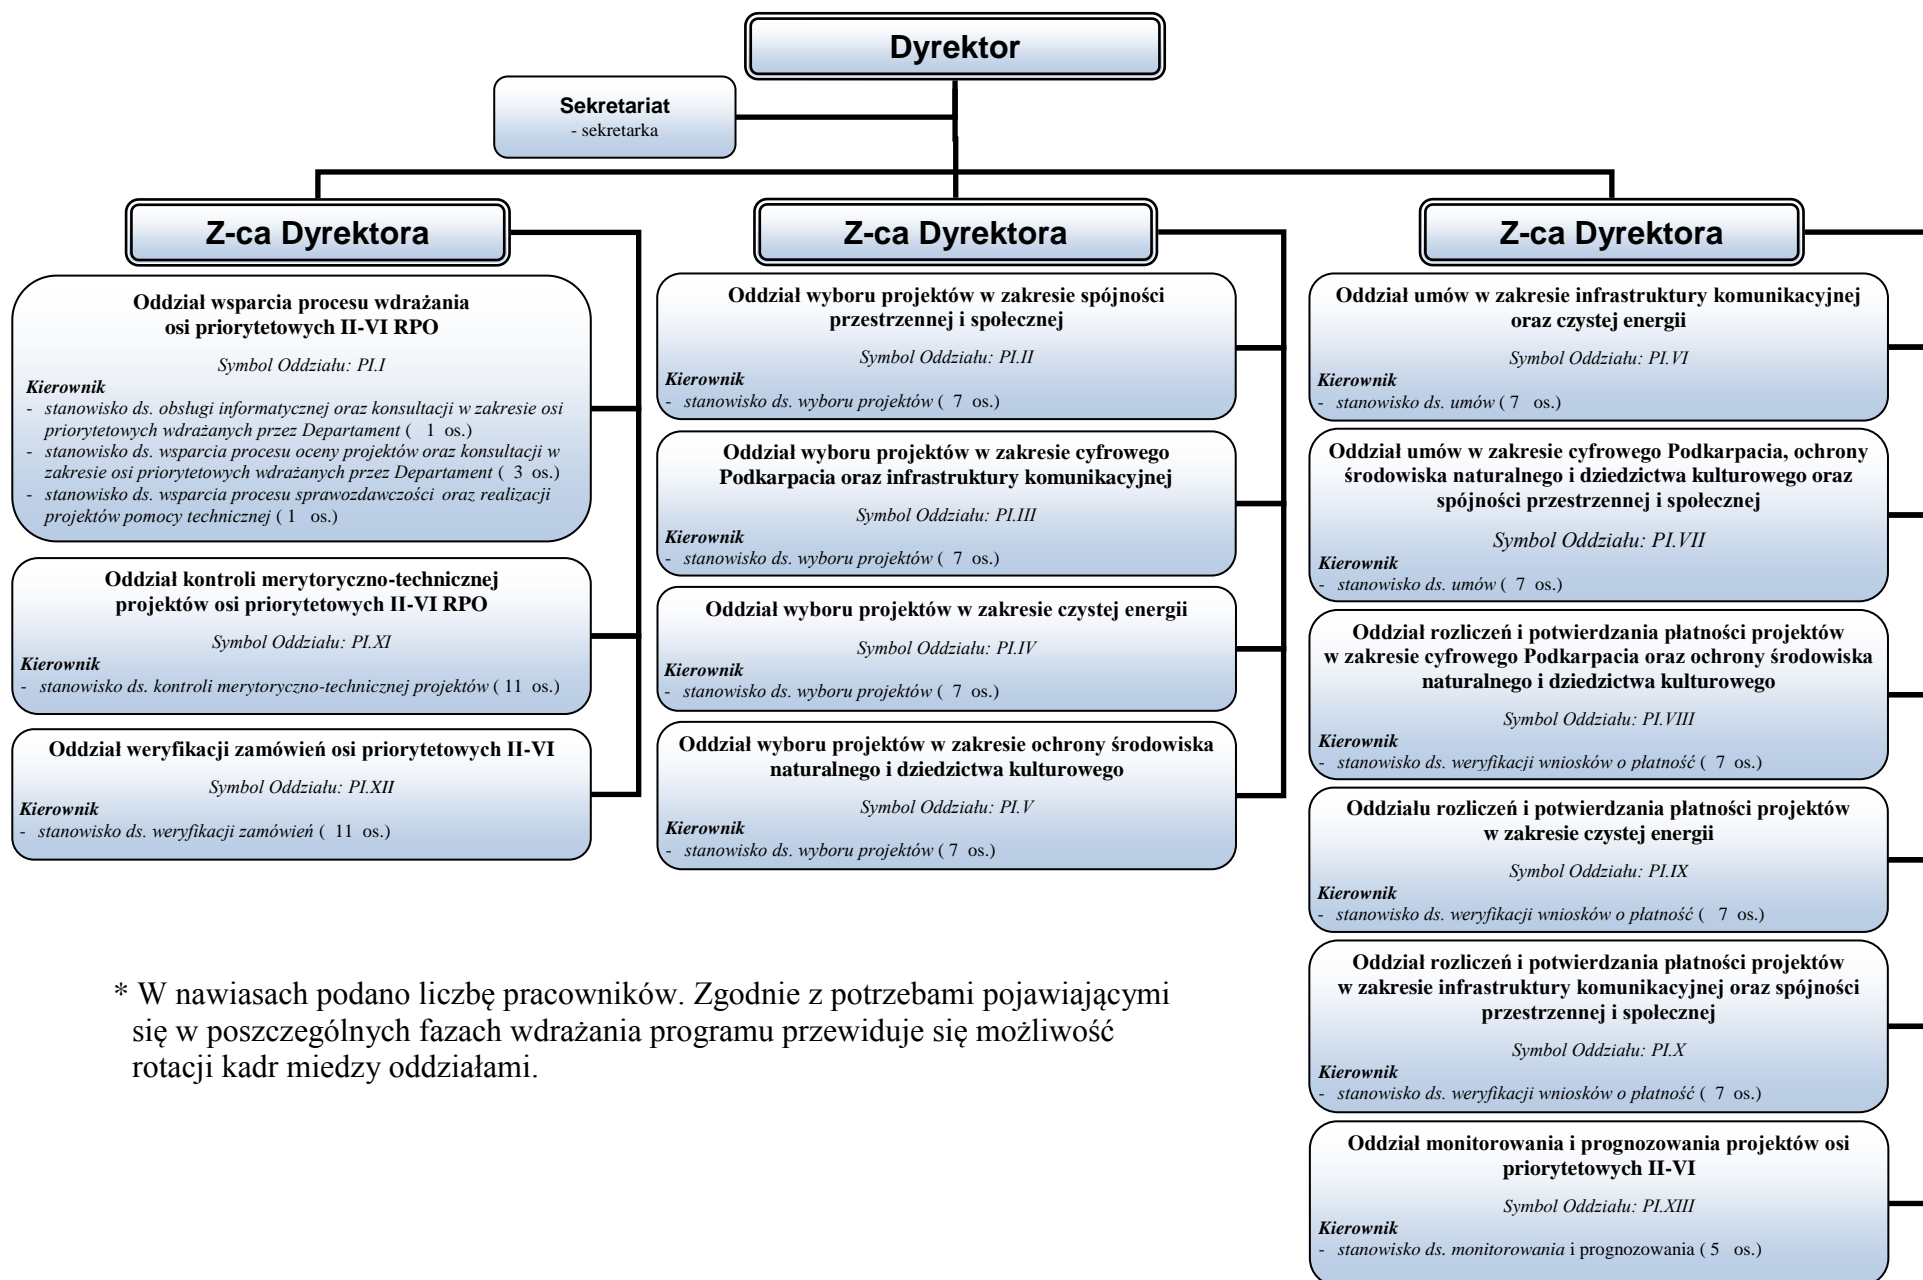 Dyrektor
Sekretariat
- sekretarka
Z-ca Dyrektora
Oddział wsparcia procesu wdrażania
osi priorytetowych II-VI RPO
Symbol Oddziału: PI.I
Kierownik
- stanowisko ds. obsługi informatycznej oraz konsultacji w zakresie osi
priorytetowych wdrażanych przez Departament ( 1 os.)
- stanowisko ds. wsparcia procesu oceny projektów oraz konsultacji w
zakresie osi priorytetowych wdrażanych przez Departament ( 3 os.)
- stanowisko ds. wsparcia procesu sprawozdawczości oraz realizacji
projektów pomocy technicznej ( 1 os.)
Oddział kontroli merytoryczno-technicznej
projektów osi priorytetowych II-VI RPO
Symbol Oddziału: PI.XI
Kierownik
- stanowisko ds. kontroli merytoryczno-technicznej projektów ( 11 os.)
Oddział weryfikacji zamówień osi priorytetowych II-VI
Symbol Oddziału: PI.XII
Kierownik
- stanowisko ds. weryfikacji zamówień ( 11 os.)
Z-ca Dyrektora
Oddział wyboru projektów w zakresie spójności
przestrzennej i społecznej
Symbol Oddziału: PI.II
Kierownik
- stanowisko ds. wyboru projektów ( 7 os.)
Oddział wyboru projektów w zakresie cyfrowego
Podkarpacia oraz infrastruktury komunikacyjnej
Symbol Oddziału: PI.III
Kierownik
- stanowisko ds. wyboru projektów ( 7 os.)
Oddział wyboru projektów w zakresie czystej energii
Symbol Oddziału: PI.IV
Kierownik
- stanowisko ds. wyboru projektów ( 7 os.)
Oddział wyboru projektów w zakresie ochrony środowiska
naturalnego i dziedzictwa kulturowego
Symbol Oddziału: PI.V
Kierownik
- stanowisko ds. wyboru projektów ( 7 os.)
Z-ca Dyrektora
Oddział umów w zakresie infrastruktury komunikacyjnej
oraz czystej energii
Symbol Oddziału: PI.VI
Kierownik
- stanowisko ds. umów ( 7 os.)
Oddział umów w zakresie cyfrowego Podkarpacia, ochrony
środowiska naturalnego i dziedzictwa kulturowego oraz
spójności przestrzennej i społecznej
Symbol Oddziału: PI.VII
Kierownik
- stanowisko ds. umów ( 7 os.)
Oddział rozliczeń i potwierdzania płatności projektów
w zakresie cyfrowego Podkarpacia oraz ochrony środowiska
naturalnego i dziedzictwa kulturowego
Symbol Oddziału: PI.VIII
Kierownik
- stanowisko ds. weryfikacji wniosków o płatność ( 7 os.)
Oddziału rozliczeń i potwierdzania płatności projektów
w zakresie czystej energii
Symbol Oddziału: PI.IX
Kierownik
- stanowisko ds. weryfikacji wniosków o płatność ( 7 os.)
Oddział rozliczeń i potwierdzania płatności projektów
w zakresie infrastruktury komunikacyjnej oraz spójności
przestrzennej i społecznej
Symbol Oddziału: PI.X
Kierownik
- stanowisko ds. weryfikacji wniosków o płatność ( 7 os.)
Oddział monitorowania i prognozowania projektów osi
priorytetowych II-VI
Symbol Oddziału: PI.XIII
Kierownik
- stanowisko ds. monitorowania i prognozowania ( 5 os.)
* W nawiasach podano liczbę pracowników. Zgodnie z potrzebami pojawiającymi
się w poszczególnych fazach wdrażania programu przewiduje się możliwość
rotacji kadr miedzy oddziałami.